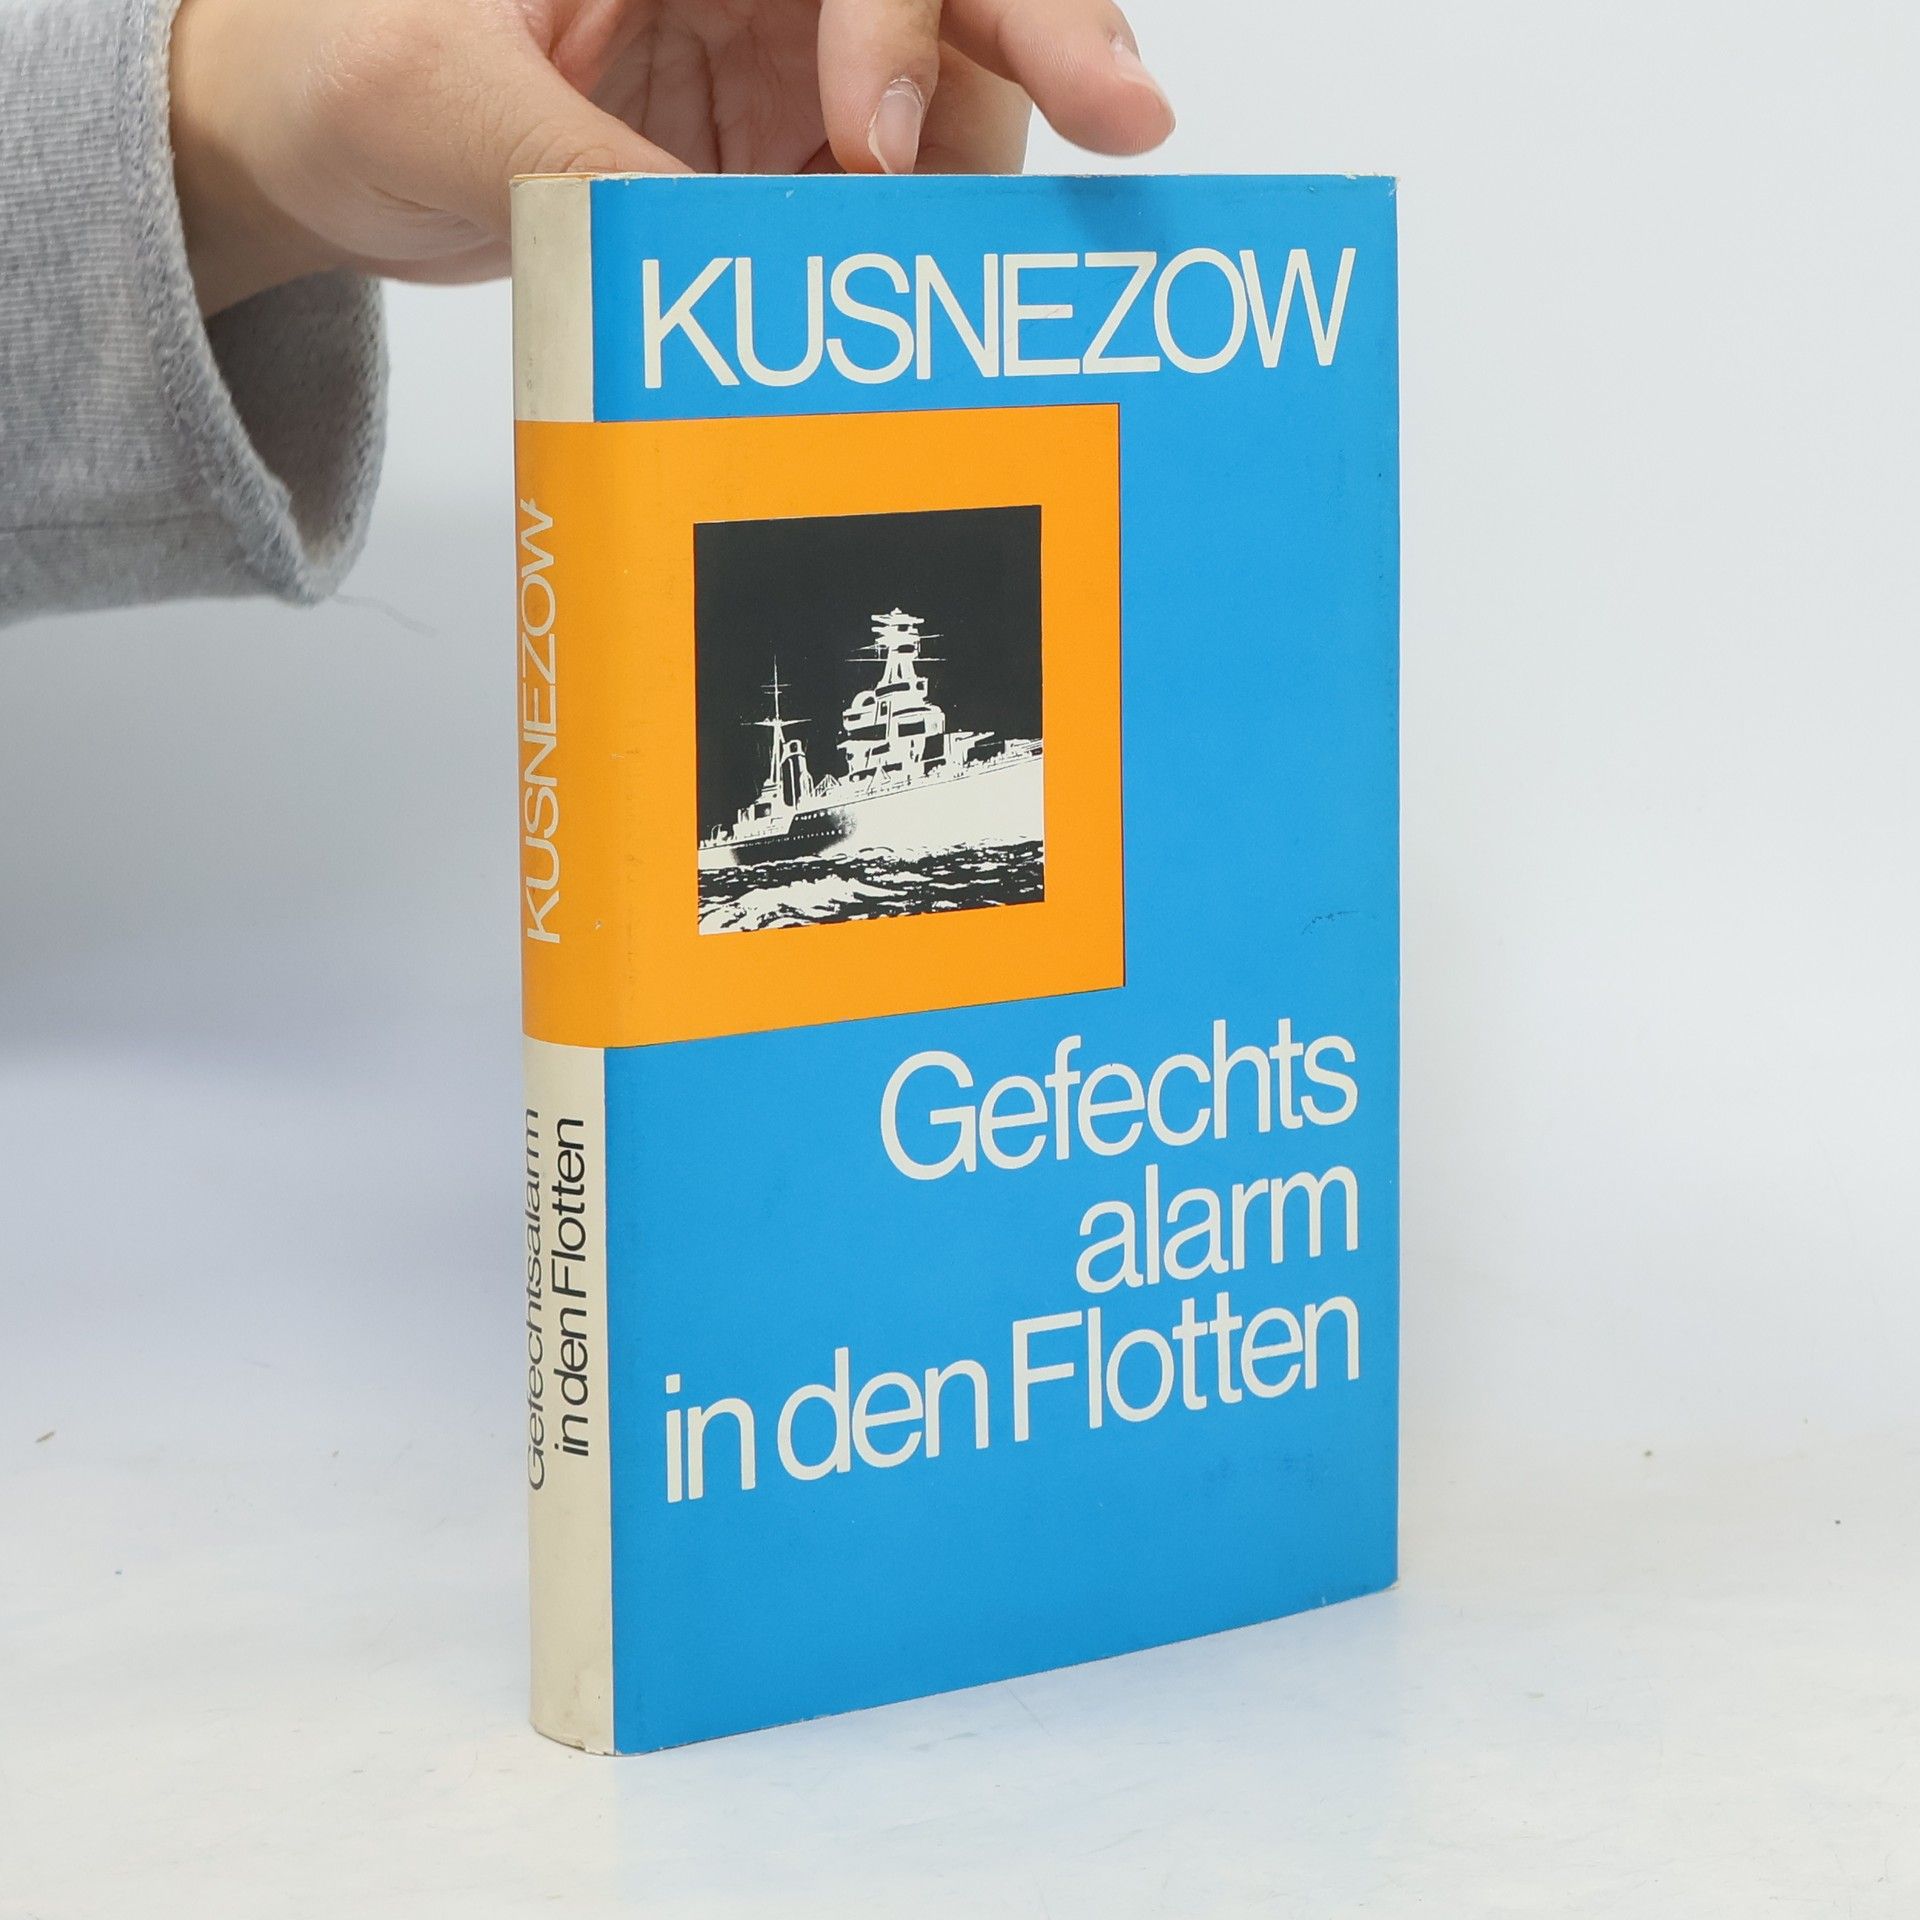 KUSNEZOW
Gefechts
alarm
in den Flotten
KUSNEZOW
Gefechtsalarm
in den Flotten